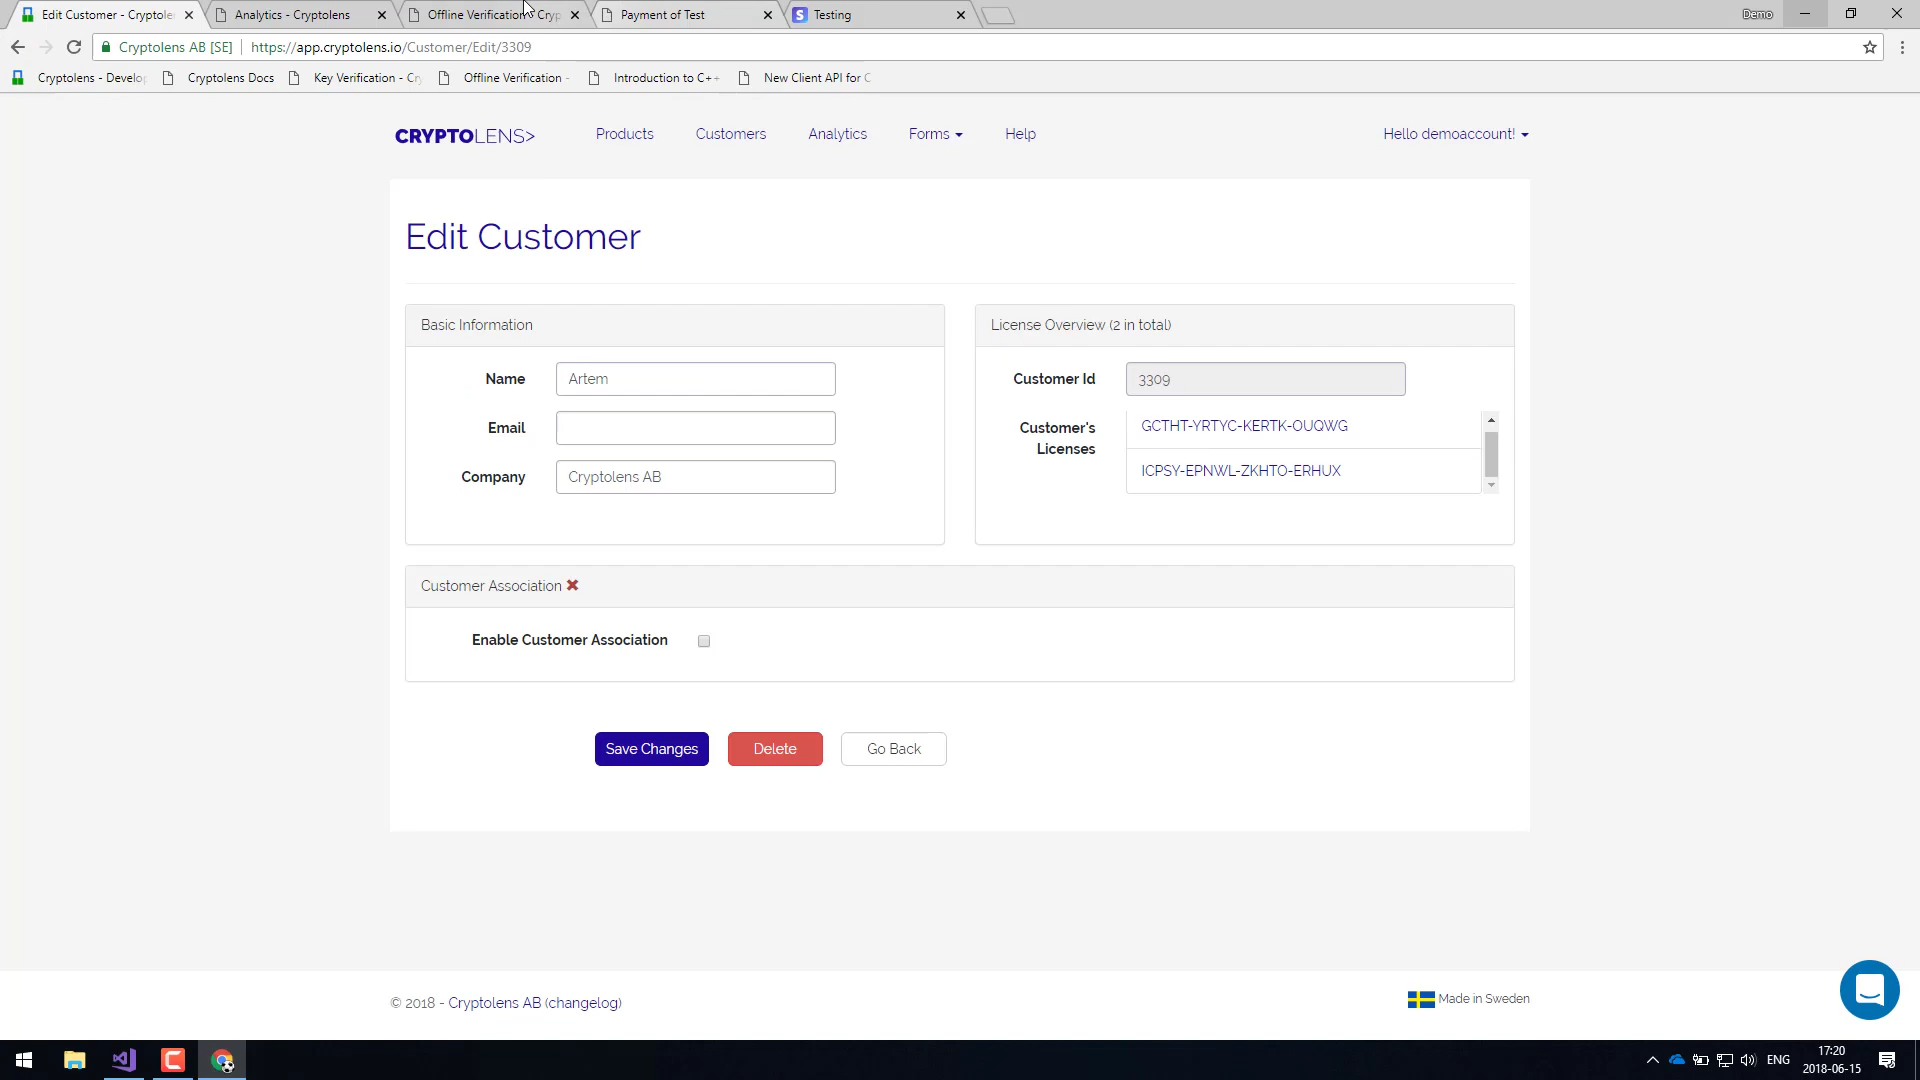 Edit Customer - Cryptole
Analytics - Cryptolens
Offline Verification
Payment of Test
Testing
Demo
Cryptolens AB [SE]
https://app.cryptolens.io/Customer/Edit/3309
Cryptolens - Develo
Cryptolens Docs
Key Verification - Cr
Offline Verification -
Introduction to C++
New Client API for C
CRYPTOLENS>
Products
Customers
Analytics
Forms
Help
Hello demoaccount!
Edit Customer
Basic Information
Name
Artem
Email
Company
Cryptolens AB
License Overview (2 in total)
Customer Id
3309
Customer's
Licenses
GCTHT-YRTYC-KERTK-OUQWG
ICPSY-EPNWL-ZKHTO-ERHUX
Customer Association
Enable Customer Association
Save Changes
Delete
Go Back
© 2018 - Cryptolens AB (changelog)
Made in Sweden
ENG
17:20
2018-06-15